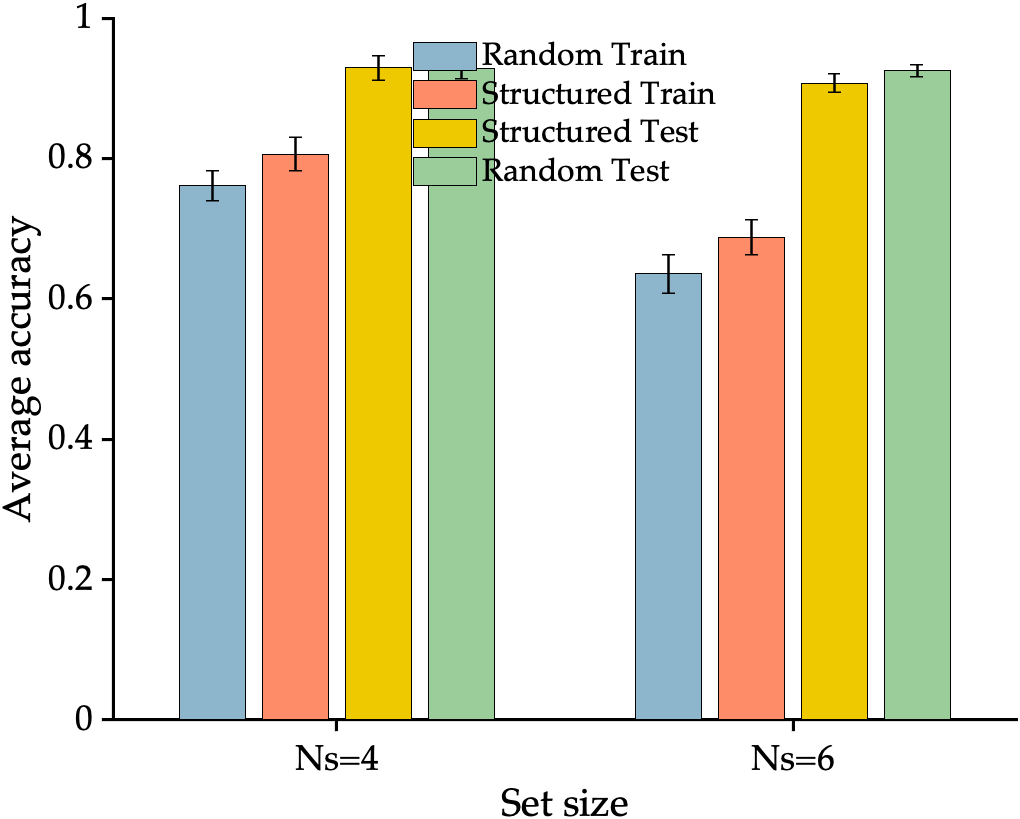 1
0.8
0.6
0.4
0.2
0
Average accuracy
Random Train
Structured Train
Structured Test
Random Test
Ns=4
Ns=6
Set size